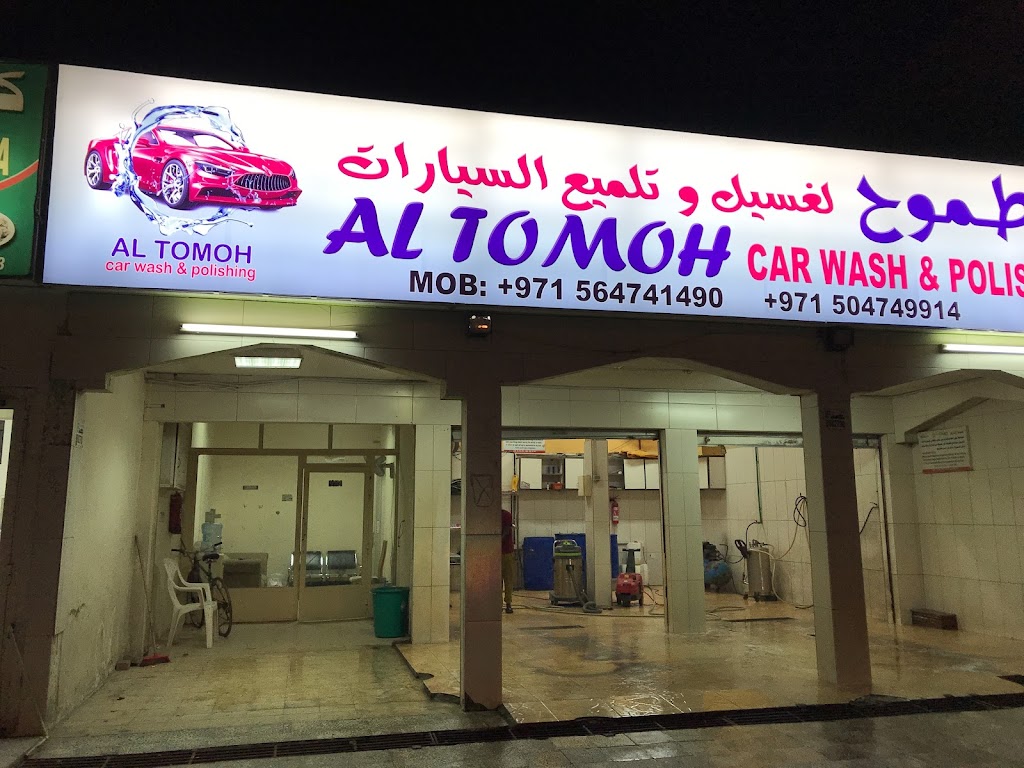 طموح لغسيل و تلميع السيارات
AL TOMOH CAR WASH & POLIS
MOB: +971 564741490 +971 504749914
AL TOMOH
car wash & polishing